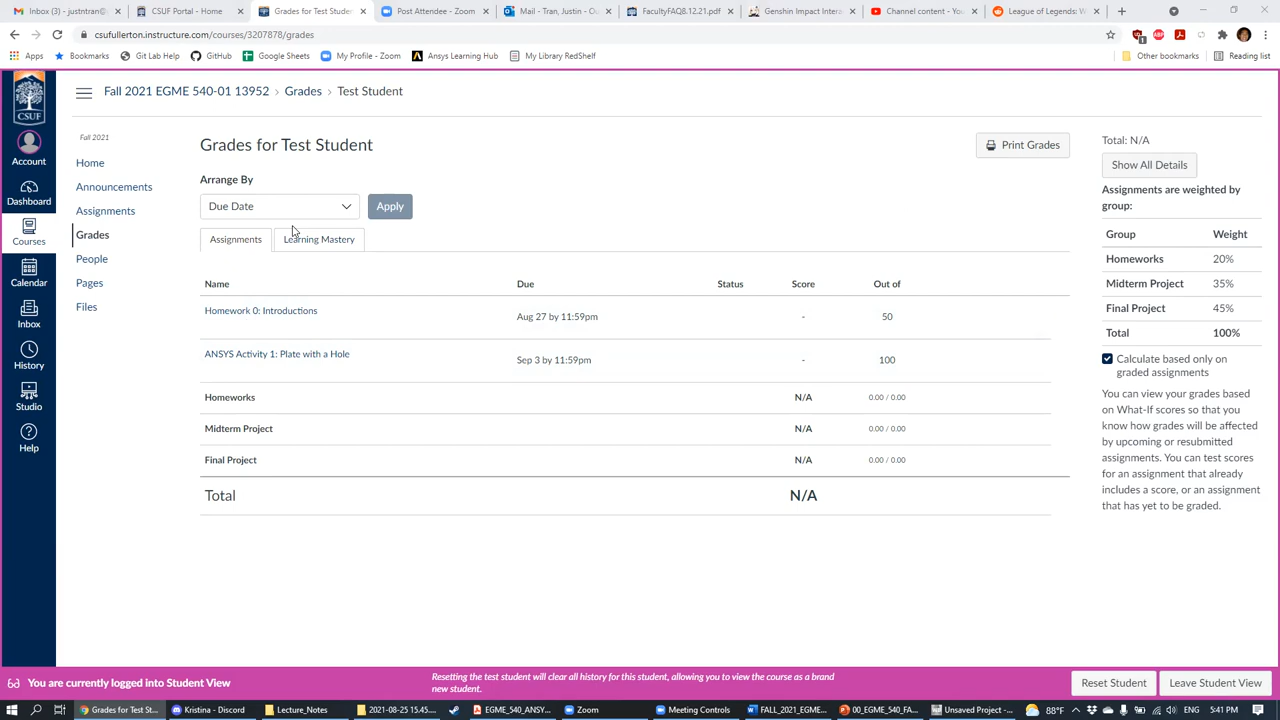 Inbox (3) - justntran@
CSUF Portal - Home
Grades for Test Student
Post Attendee - Zoom
Mail - Tran, Justin - Ou
FacultyFAQ8.12.21.pdf
Genshin Impact Intera
Channel content - You
League of Legends: W
csufullerton.instructure.com/courses/3207878/grades
Apps
Bookmarks
Git Lab Help
GitHub
Google Sheets
My Profile - Zoom
Ansys Learning Hub
My Library RedShelf
Other bookmarks
Reading list
CSUF
Account
Dashboard
Courses
Calendar
Inbox
History
Studio
Help
Fall 2021 EGME 540-01 13952 › Grades › Test Student
Fall 2021
Home
Announcements
Assignments
Grades
People
Pages
Files
Grades for Test Student
Print Grades
Arrange By
Due Date
Apply
Assignments
Learning Mastery
Name Due Status Score Out of
Homework 0: Introductions Aug 27 by 11:59pm - 50
ANSYS Activity 1: Plate with a Hole Sep 3 by 11:59pm - 100
Homeworks N/A 0.00 / 0.00
Midterm Project N/A 0.00 / 0.00
Final Project N/A 0.00 / 0.00
Total N/A
Total: N/A
Show All Details
Assignments are weighted by
group:
Group Weight
Homeworks 20%
Midterm Project 35%
Final Project 45%
Total 100%
Calculate based only on
graded assignments
You can view your grades based
on What-If scores so that you
know how grades will be affected
by upcoming or resubmitted
assignments. You can test scores
for an assignment that already
includes a score, or an assignment
that has yet to be graded.
You are currently logged into Student View
Resetting the test student will clear all history for this student, allowing you to view the course as a brand
new student.
Reset Student
Leave Student View
Grades for Test St...
Kristina - Discord
Lecture_Notes
2021-08-25 15.45....
EGME_540_ANSY...
Zoom
Meeting Controls
FALL_2021_EGME...
00_EGME_540_FA...
Unsaved Project -...
88°F
ENG
5:41 PM